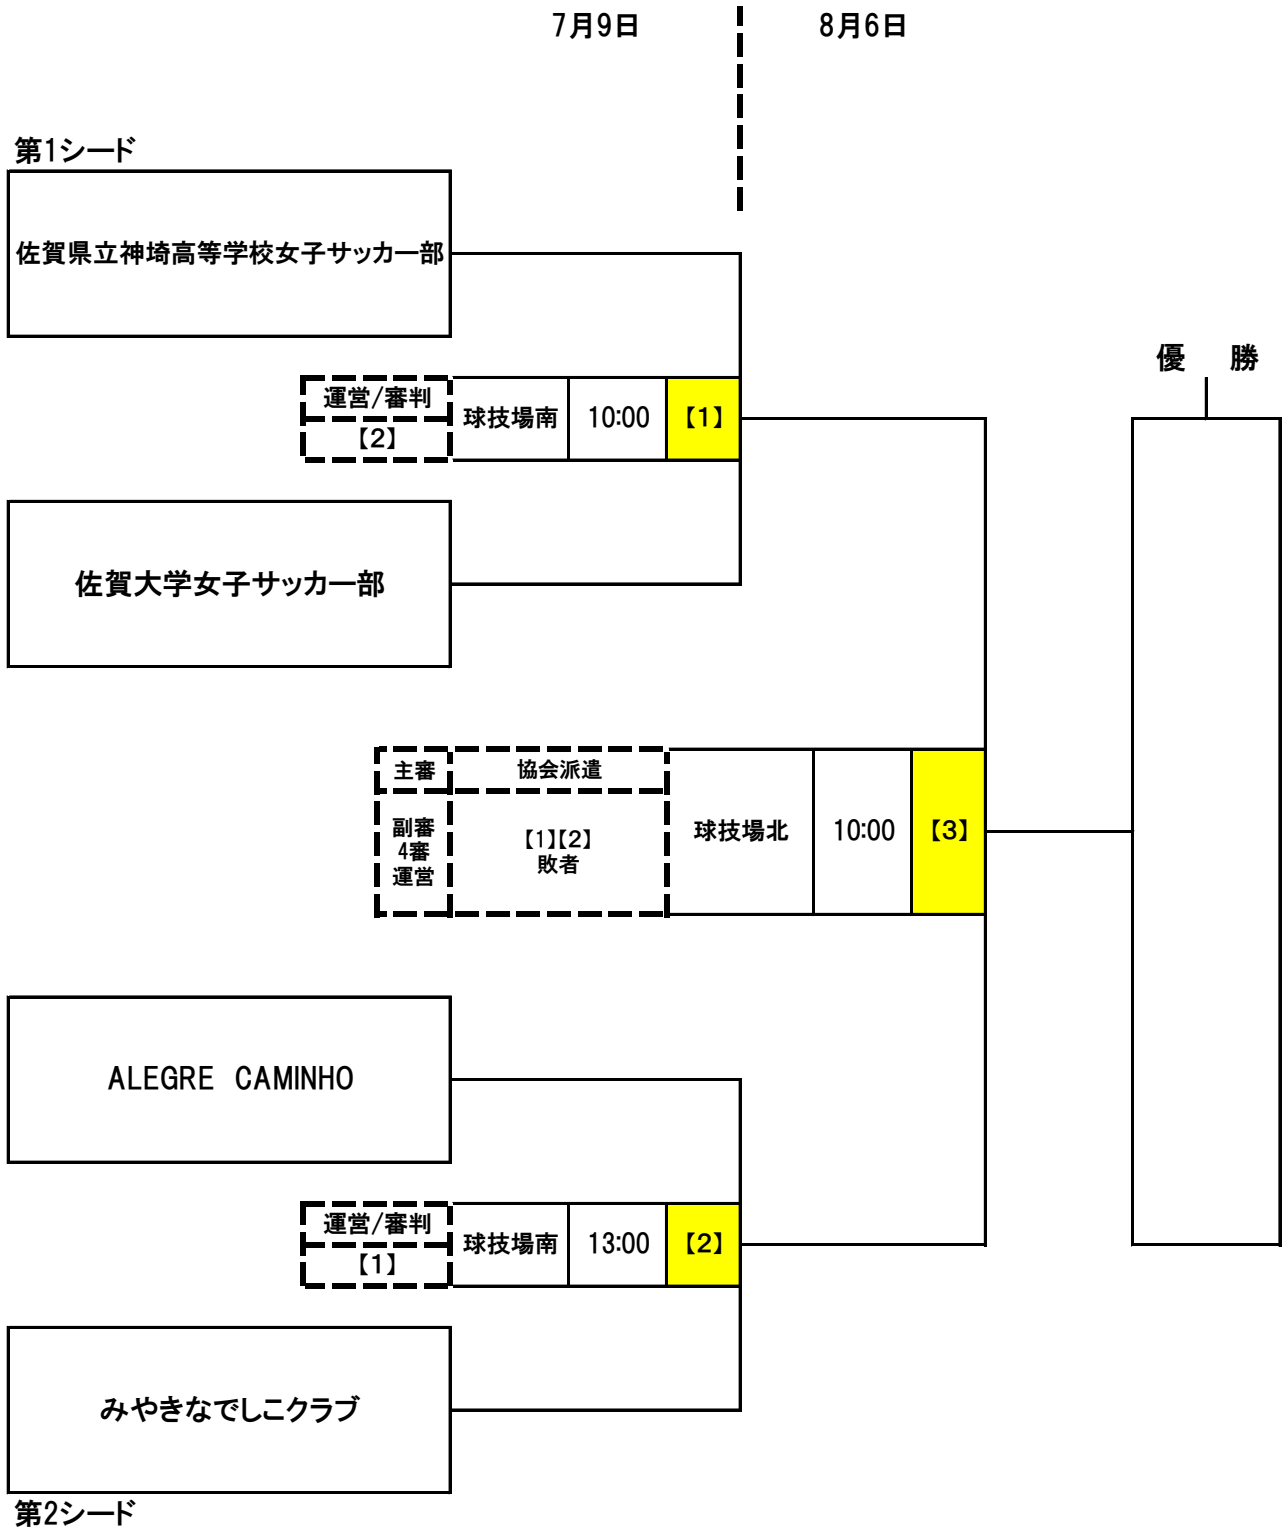 7月9日
8月6日
第1シード
佐賀県立神埼高等学校女子サッカー部
優　勝
運営/審判
【2】
球技場南
10:00
【1】
佐賀大学女子サッカー部
主審
協会派遣
副審
4審
運営
【1】【2】
敗者
球技場北
10:00
【3】
ALEGRE　CAMINHO
運営/審判
【1】
球技場南
13:00
【2】
みやきなでしこクラブ
第2シード